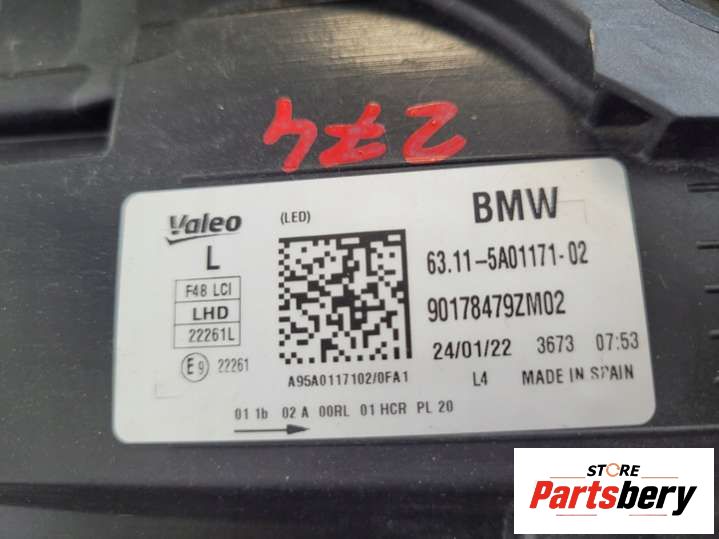 274
Valeo
(LED)
BMW
L
63.11-5A01171-02
F48 LCI
LHD
22261L
90178479ZM02
24/01/22 3673 07:53
E9 22261
A95A0117102/0FA1
L4 MADE IN SPAIN
01 1b 02 A 00RL 01 HCR PL 20
STORE
Partsbery